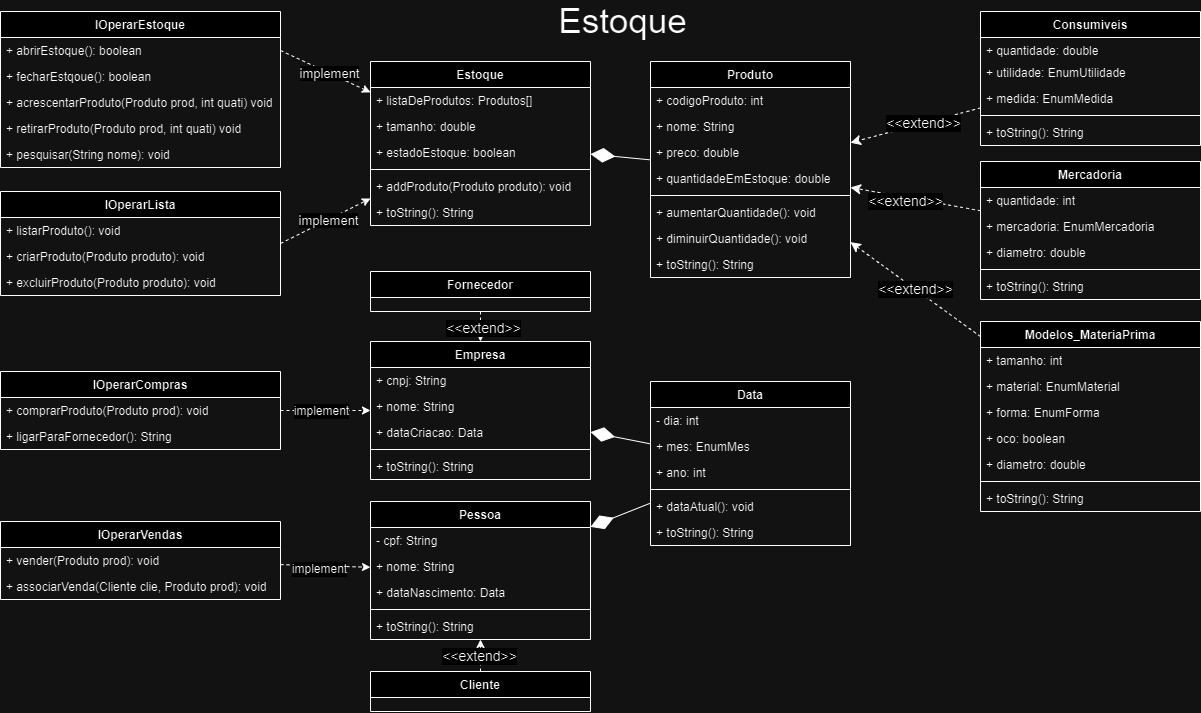 Estoque
IOperarEstoque
+ abrirEstoque(): boolean
+ fecharEstqoue(): boolean
+ acrescentarProduto(Produto prod, int quati) void
+ retirarProduto(Produto prod, int quati) void
+ pesquisar(String nome): void
implement
IOperarLista
+ listarProduto(): void
+ criarProduto(Produto produto): void
+ excluirProduto(Produto produto): void
implement
Estoque
+ listaDeProdutos: Produtos[]
+ tamanho: double
+ estadoEstoque: boolean
+ addProduto(Produto produto): void
+ toString(): String
Produto
+ codigoProduto: int
+ nome: String
+ preco: double
+ quantidadeEmEstoque: double
+ aumentarQuantidade(): void
+ diminuirQuantidade(): void
+ toString(): String
<<extend>>
<<extend>>
<<extend>>
Consumiveis
+ quantidade: double
+ utilidade: EnumUtilidade
+ medida: EnumMedida
+ toString(): String
Mercadoria
+ quantidade: int
+ mercadoria: EnumMercadoria
+ diametro: double
+ toString(): String
Modelos_MateriaPrima
+ tamanho: int
+ material: EnumMaterial
+ forma: EnumForma
+ oco: boolean
+ diametro: double
+ toString(): String
Fornecedor
<<extend>>
Empresa
+ cnpj: String
+ nome: String
+ dataCriacao: Data
+ toString(): String
IOperarCompras
+ comprarProduto(Produto prod): void
+ ligarParaFornecedor(): String
implement
Data
- dia: int
+ mes: EnumMes
+ ano: int
+ dataAtual(): void
+ toString(): String
IOperarVendas
+ vender(Produto prod): void
+ associarVenda(Cliente clie, Produto prod): void
implement
Pessoa
- cpf: String
+ nome: String
+ dataNascimento: Data
+ toString(): String
<<extend>>
Cliente